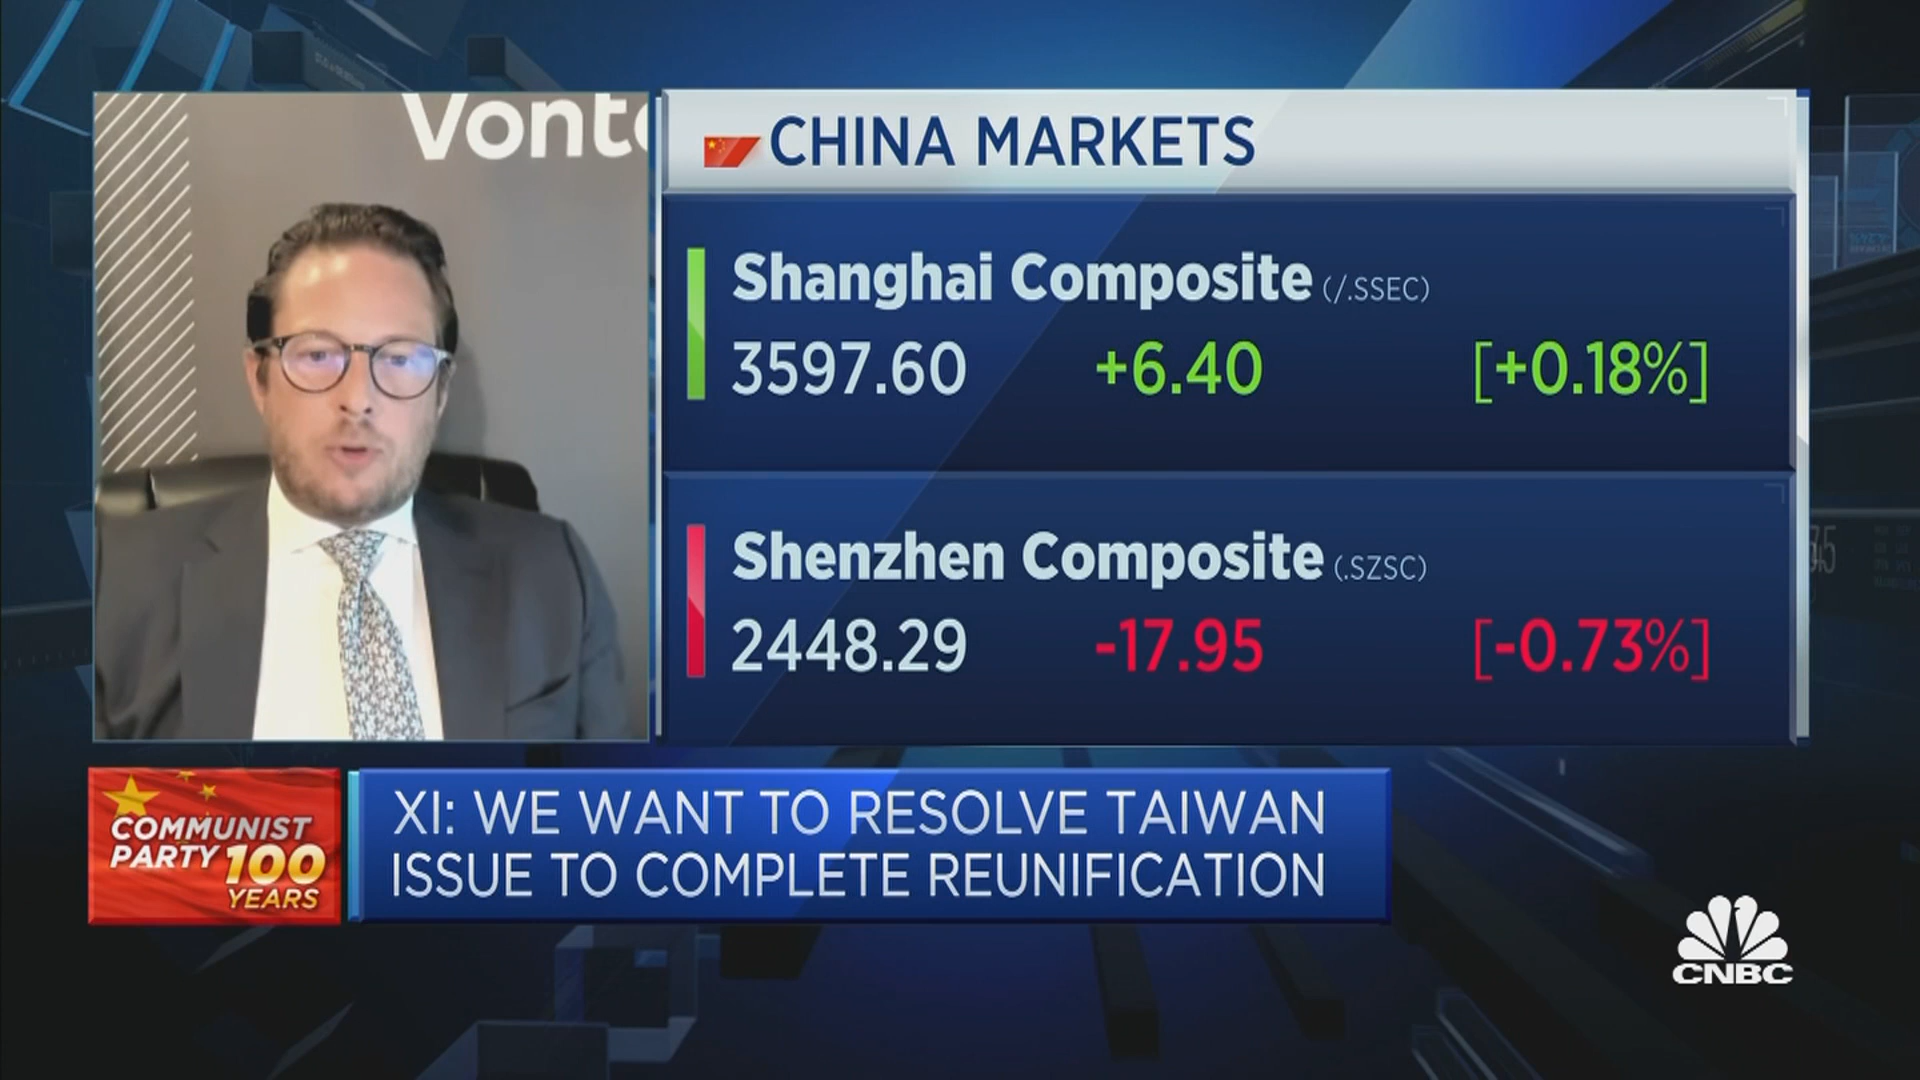 Vont
CHINA MARKETS
Shanghai Composite (/.SSEC)
3597.60 +6.40 [+0.18%]
Shenzhen Composite (.SZSC)
2448.29 -17.95 [-0.73%]
COMMUNIST
PARTY 100
YEARS
XI: WE WANT TO RESOLVE TAIWAN
ISSUE TO COMPLETE REUNIFICATION
CNBC